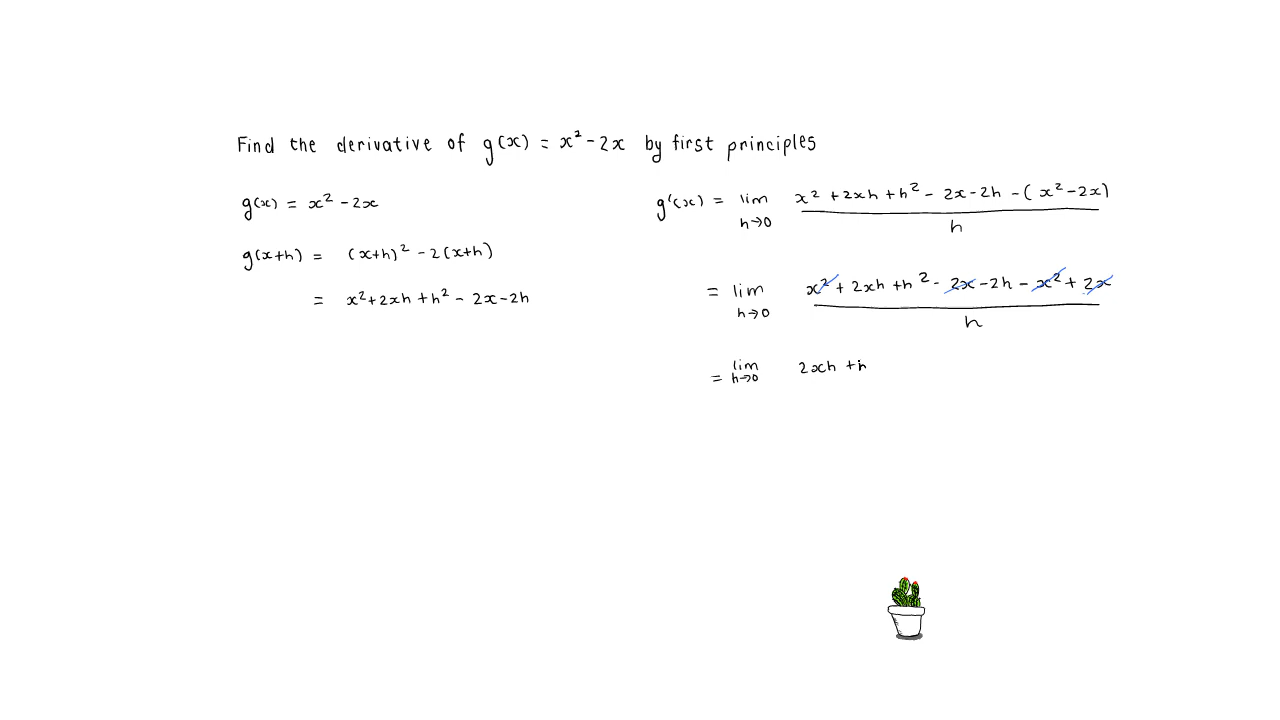 Find the derivative of g(x) = x² - 2x by first principles
g(x) = x² - 2x
g(x+h) = (x+h)² - 2(x+h)
= x² + 2xh + h² - 2x - 2h
g'(x) = lim h→0 x² + 2xh + h² - 2x - 2h - (x² - 2x) / h
= lim h→0 x² + 2xh + h² - 2x - 2h - x² + 2x / h
= lim h→0 2xh + h